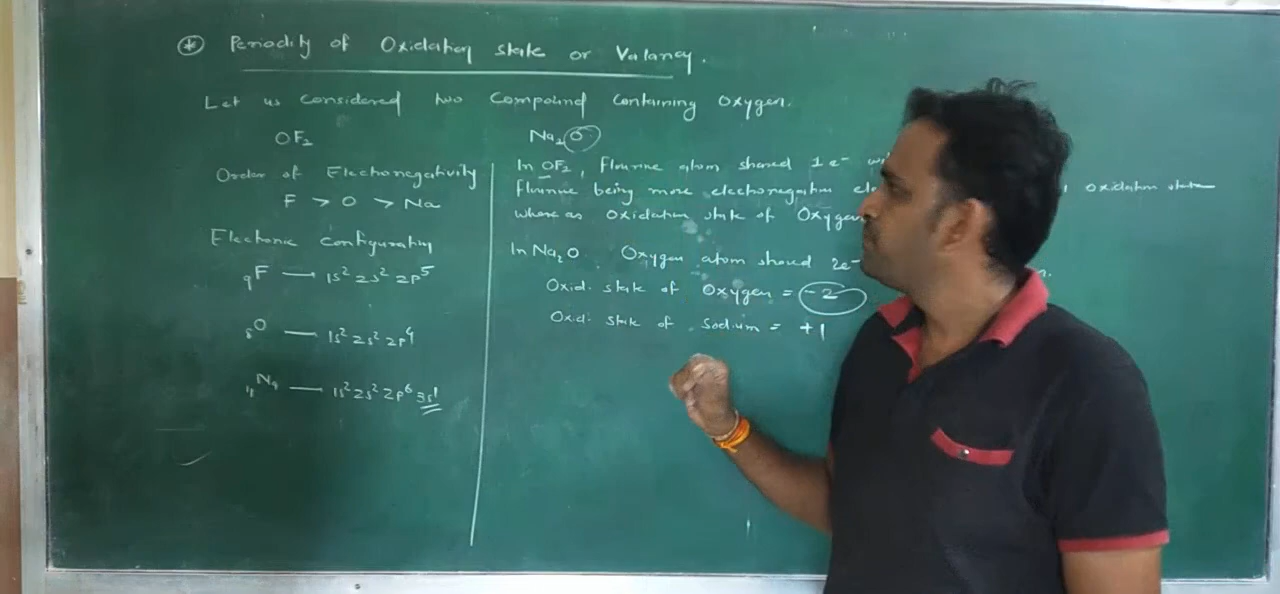 * Periodity of Oxidation state or Valancy.
Let us considered two Compound Containing Oxygen.
OF₂
Na₂O
Order of Electronegativity
F > O > Na
Electronic Configuration
₉F — 1s² 2s² 2p⁵
₈O — 1s² 2s² 2p⁴
₁₁Na — 1s² 2s² 2p⁶ 3s¹
In OF₂, Flourine atom shared 1e⁻
Flourine being more electronegative oxidation state
where as oxidation state of Oxygen
In Na₂O Oxygen atom shared 2e⁻
Oxid. state of Oxygen = -2
Oxid. state of sodium = +1